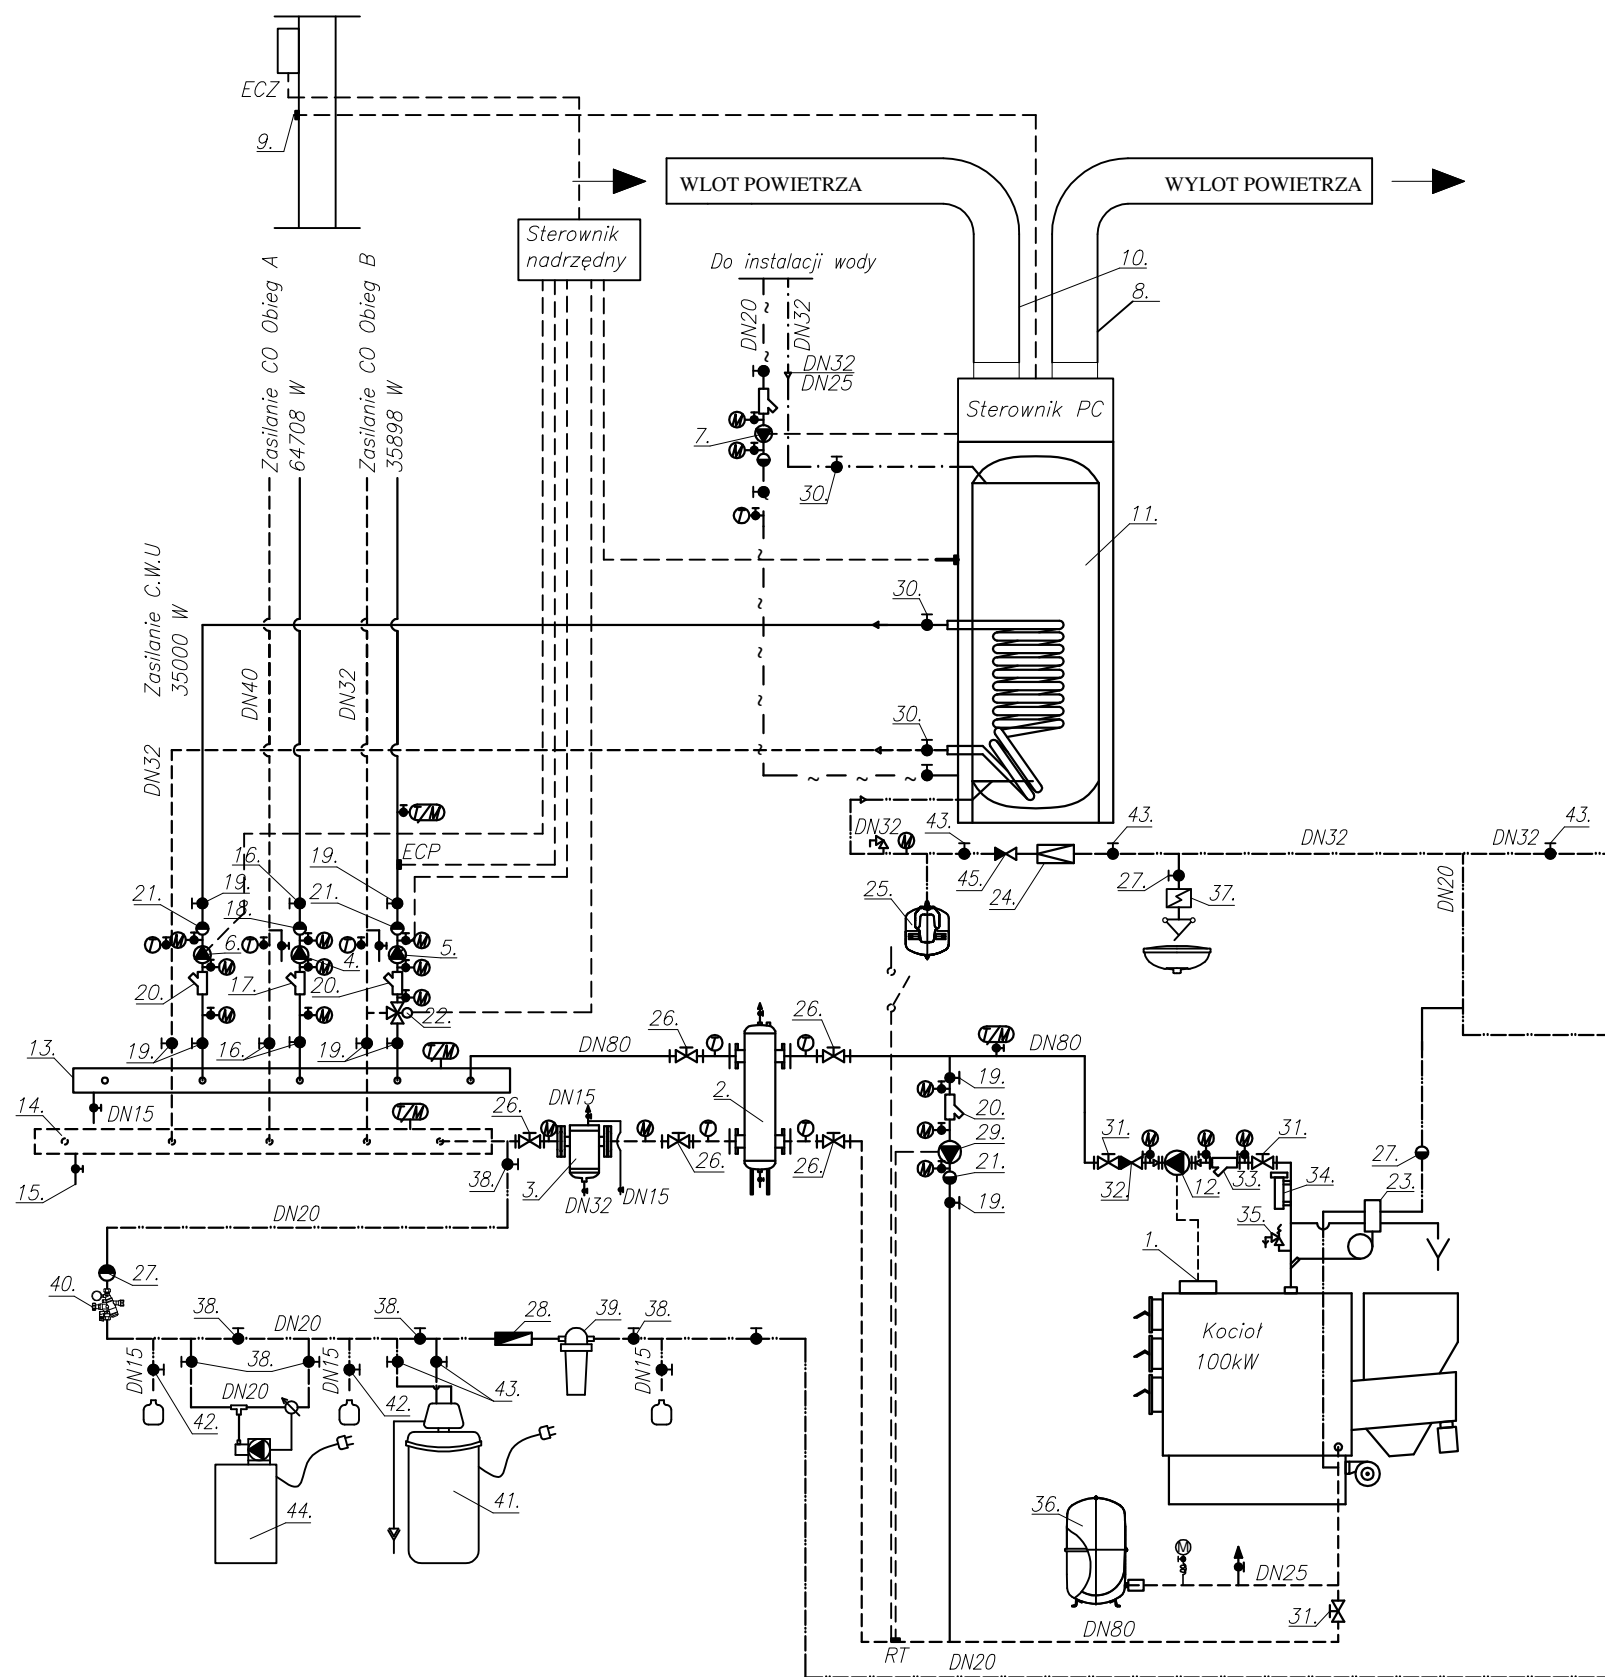 ECZ
9.
WLOT POWIETRZA
WYLOT POWIETRZA
Sterownik
nadrzędny
Do instalacji wody
10.
8.
Zasilanie CO Obieg A
64708 W
Zasilanie CO Obieg B
35898 W
DN20
DN32
DN32
DN25
Sterownik PC
M
7.
M
30.
T
11.
Zasilanie C.W.U
35000 W
30.
DN40
DN32
30.
DN32
T/M
DN32
M
43.
43.
DN32
DN32
43.
ECP
16.
19.
45.
24.
27.
37.
DN20
21.
19.
18.
21.
25.
T
M
6.
T
M
4.
T
M
5.
M
M
M
20.
17.
20.
M
M
M
22.
19.
16.
19.
T/M
DN80
26.
T
T
26.
T/M
DN80
13.
DN15
14.
T/M
26.
M
DN15
M
T
2.
T
M
19.
20.
M
29.
31.
M
M
31.
26.
26.
M
21.
27.
15.
38.
3.
DN32
DN15
32.
12.
33.
34.
23.
19.
DN20
35.
1.
27.
40.
38.
DN20
38.
28.
39.
38.
Kocioł
100kW
DN15
38.
DN15
43.
DN15
DN20
42.
42.
44.
41.
36.
M
DN25
31.
DN80
RT
DN20